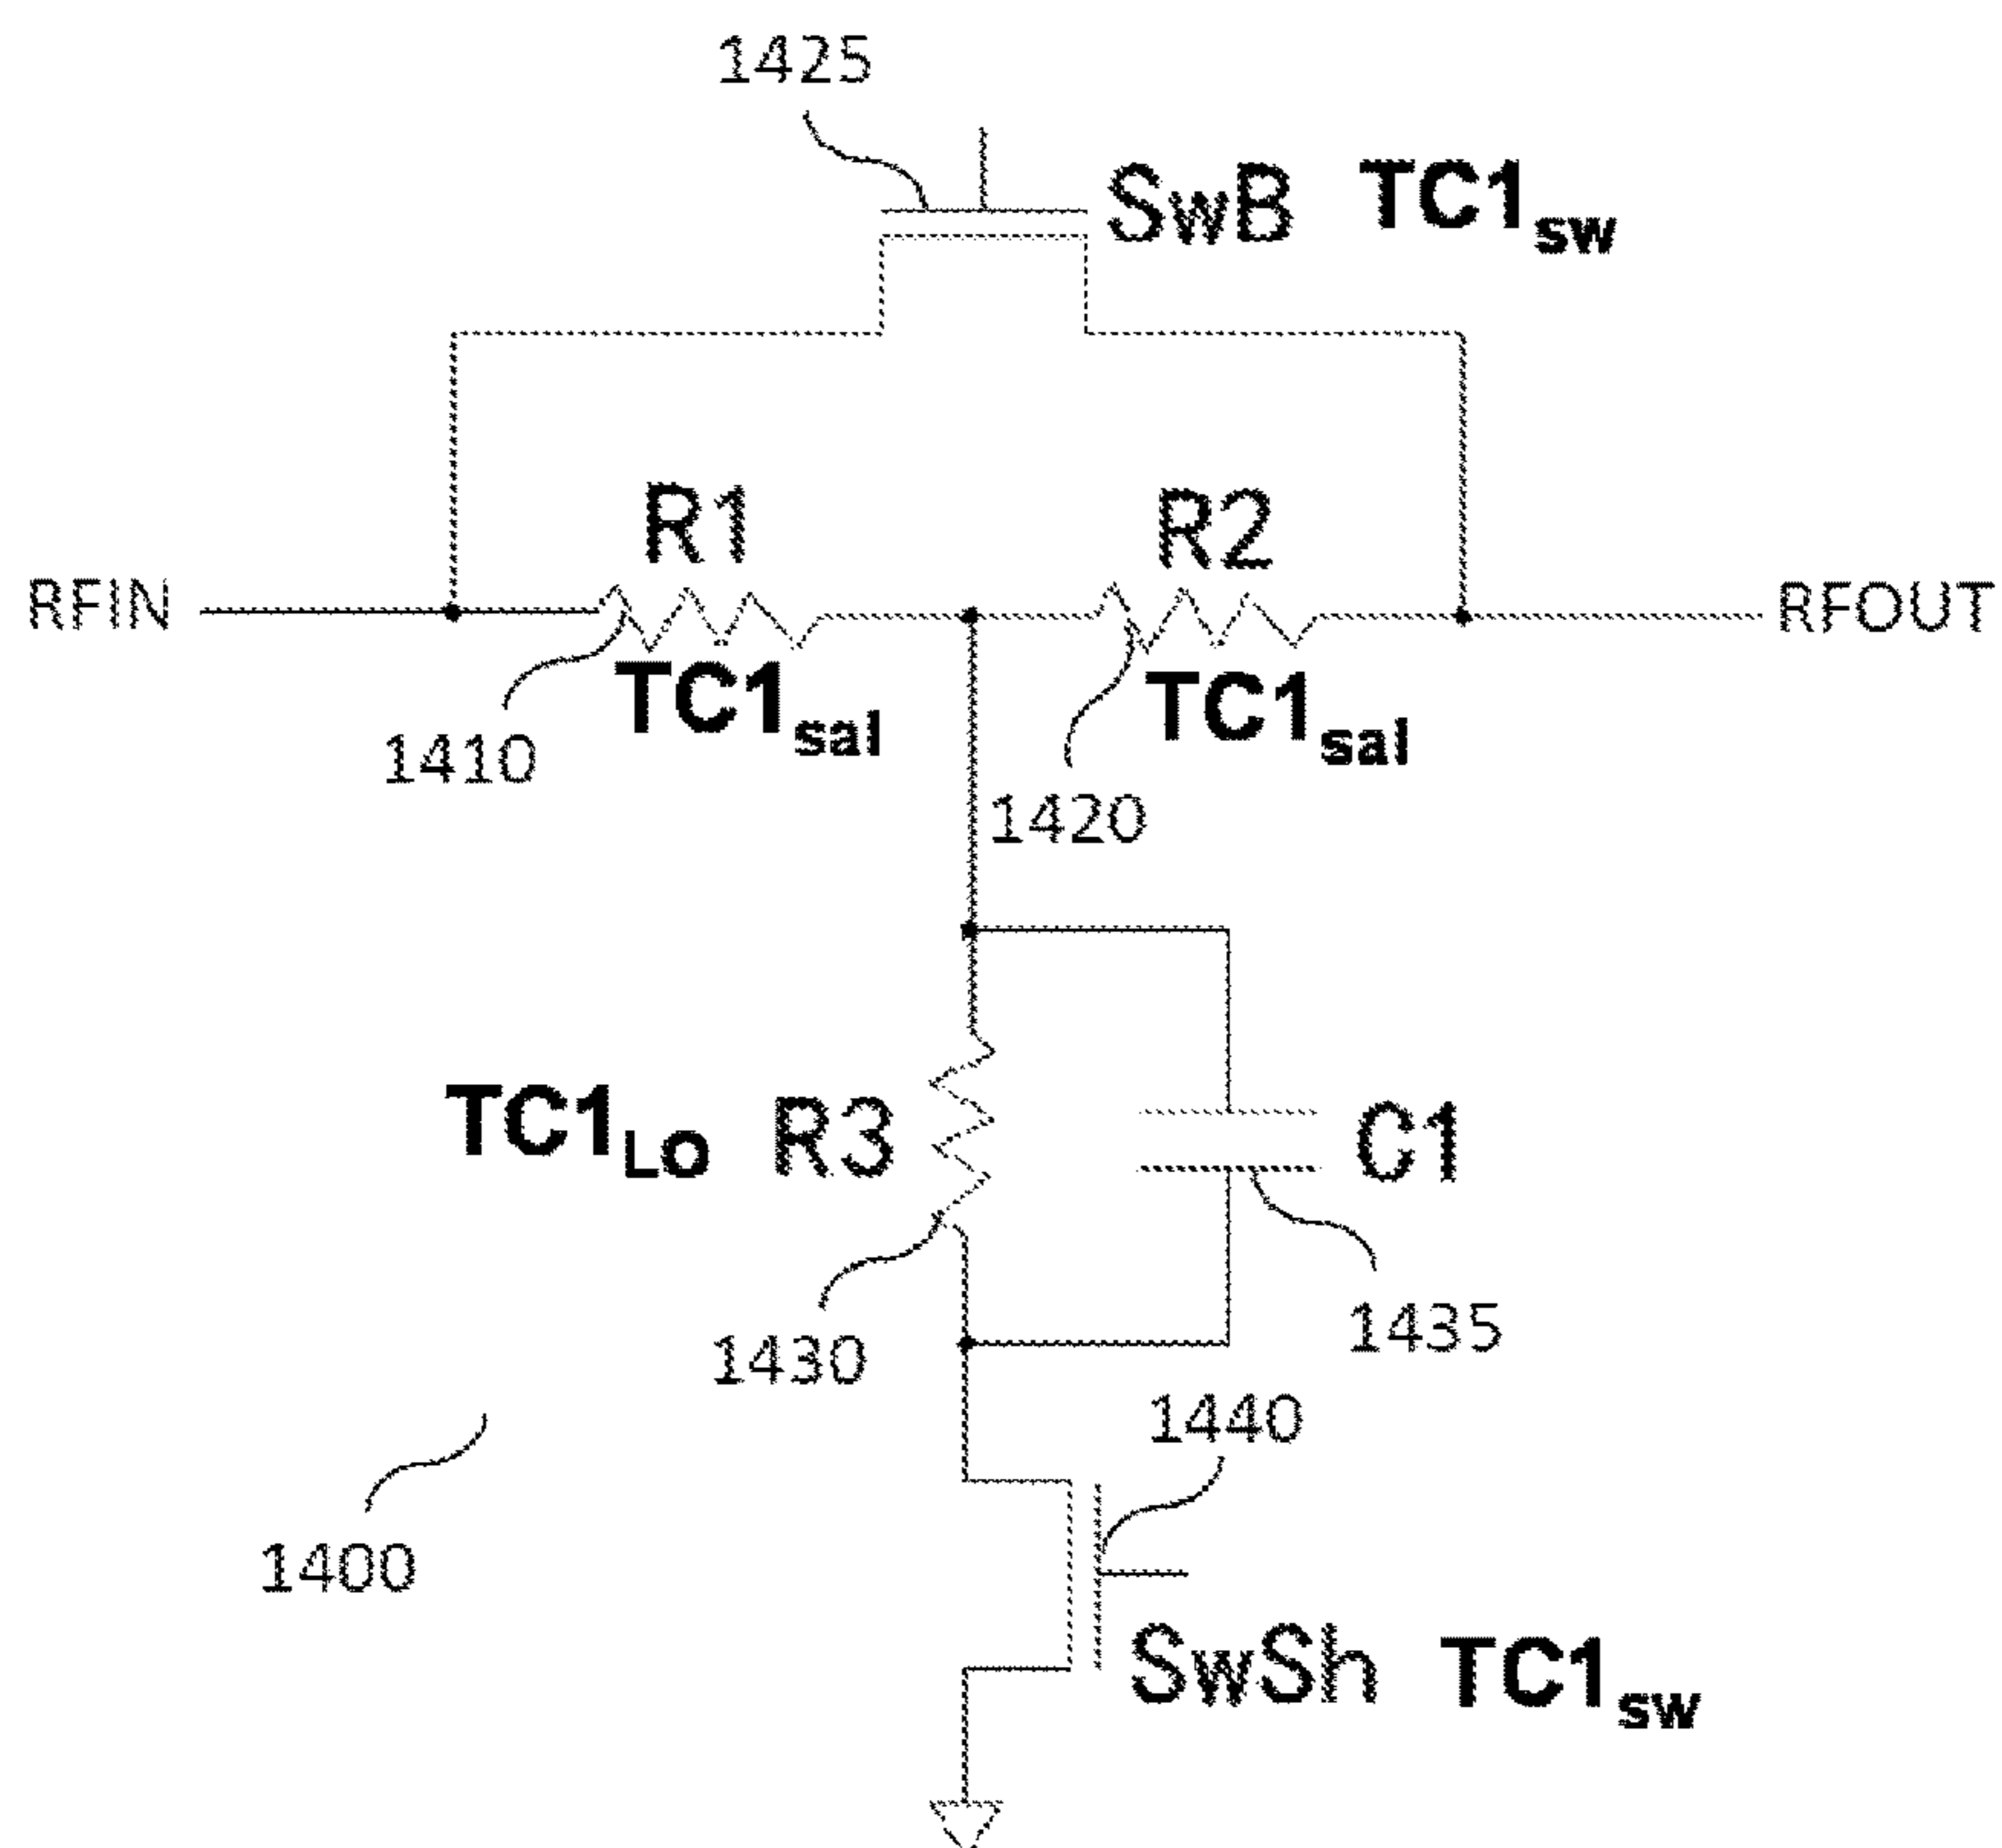 1425
SwB TC1sw
R1
R2
RFIN
RFOUT
TC1sal
TC1sal
1410
1420
TC1LO R3
C1
1430
1435
1440
1400
SwSh TC1sw